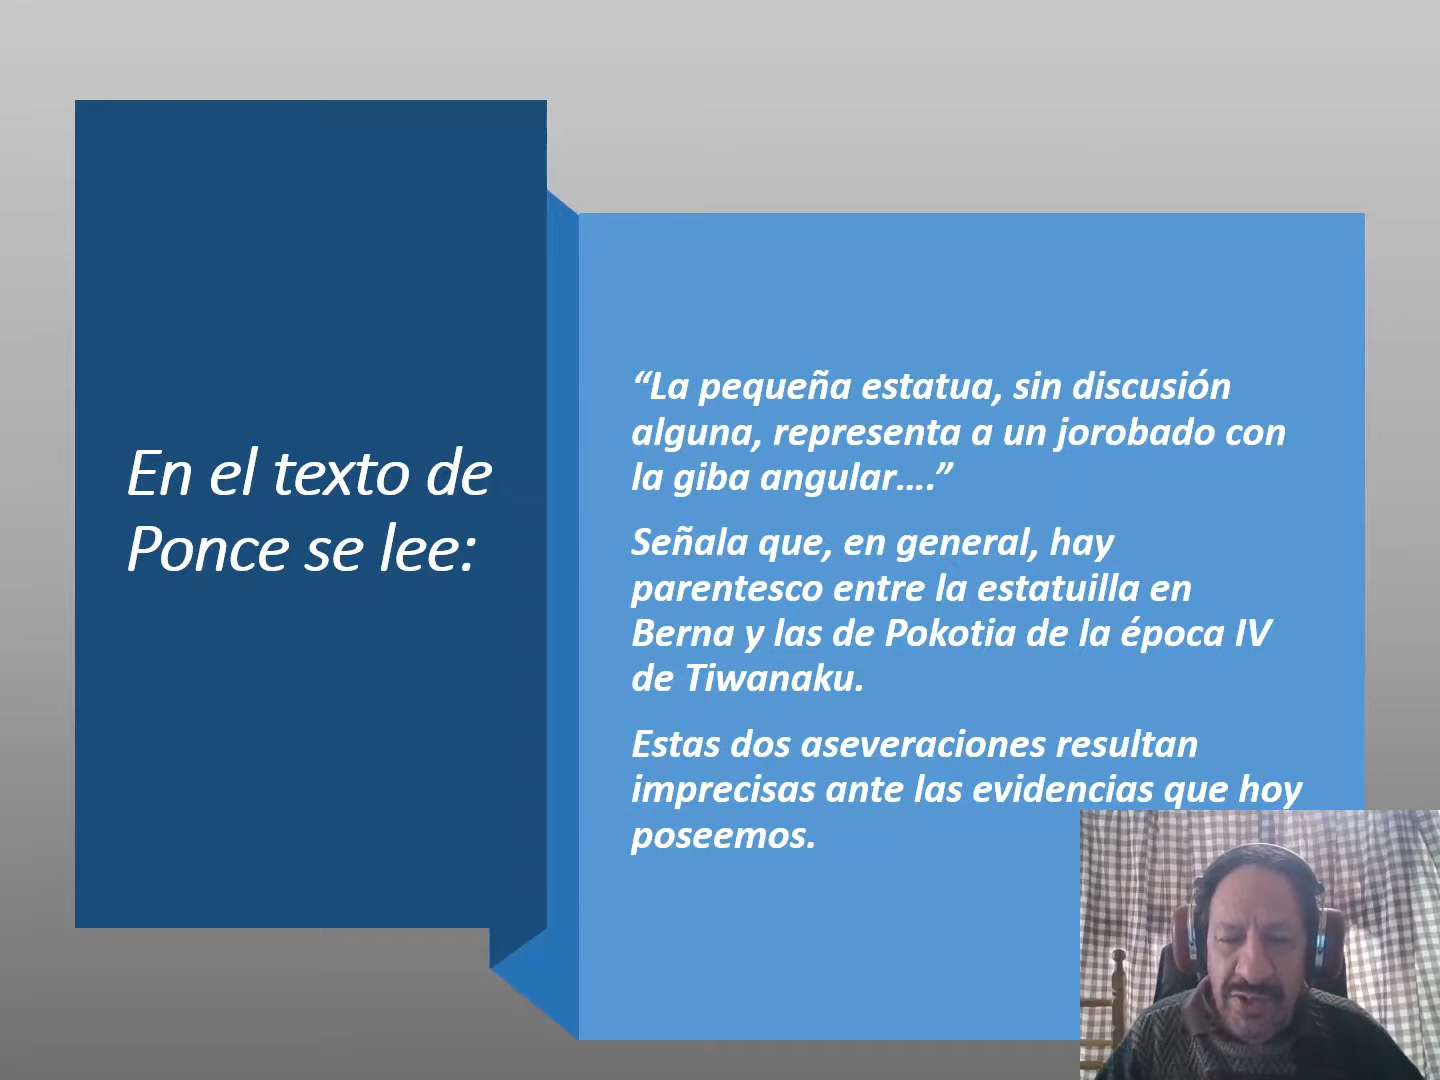 En el texto de
Ponce se lee:
“La pequeña estatua, sin discusión
alguna, representa a un jorobado con
la giba angular....”
Señala que, en general, hay
parentesco entre la estatuilla en
Berna y las de Pokotia de la época IV
de Tiwanaku.
Estas dos aseveraciones resultan
imprecisas ante las evidencias que hoy
poseemos.